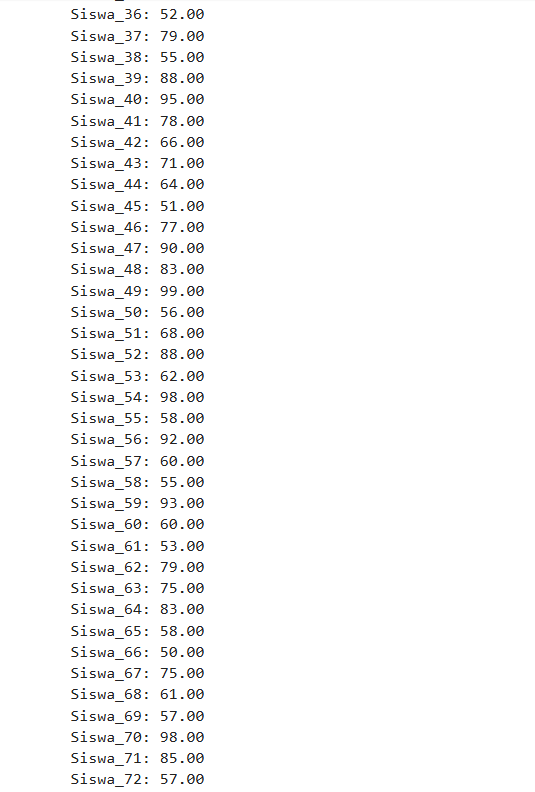 Siswa_36: 52.00
Siswa_37: 79.00
Siswa_38: 55.00
Siswa_39: 88.00
Siswa_40: 95.00
Siswa_41: 78.00
Siswa_42: 66.00
Siswa_43: 71.00
Siswa_44: 64.00
Siswa_45: 51.00
Siswa_46: 77.00
Siswa_47: 90.00
Siswa_48: 83.00
Siswa_49: 99.00
Siswa_50: 56.00
Siswa_51: 68.00
Siswa_52: 88.00
Siswa_53: 62.00
Siswa_54: 98.00
Siswa_55: 58.00
Siswa_56: 92.00
Siswa_57: 60.00
Siswa_58: 55.00
Siswa_59: 93.00
Siswa_60: 60.00
Siswa_61: 53.00
Siswa_62: 79.00
Siswa_63: 75.00
Siswa_64: 83.00
Siswa_65: 58.00
Siswa_66: 50.00
Siswa_67: 75.00
Siswa_68: 61.00
Siswa_69: 57.00
Siswa_70: 98.00
Siswa_71: 85.00
Siswa_72: 57.00